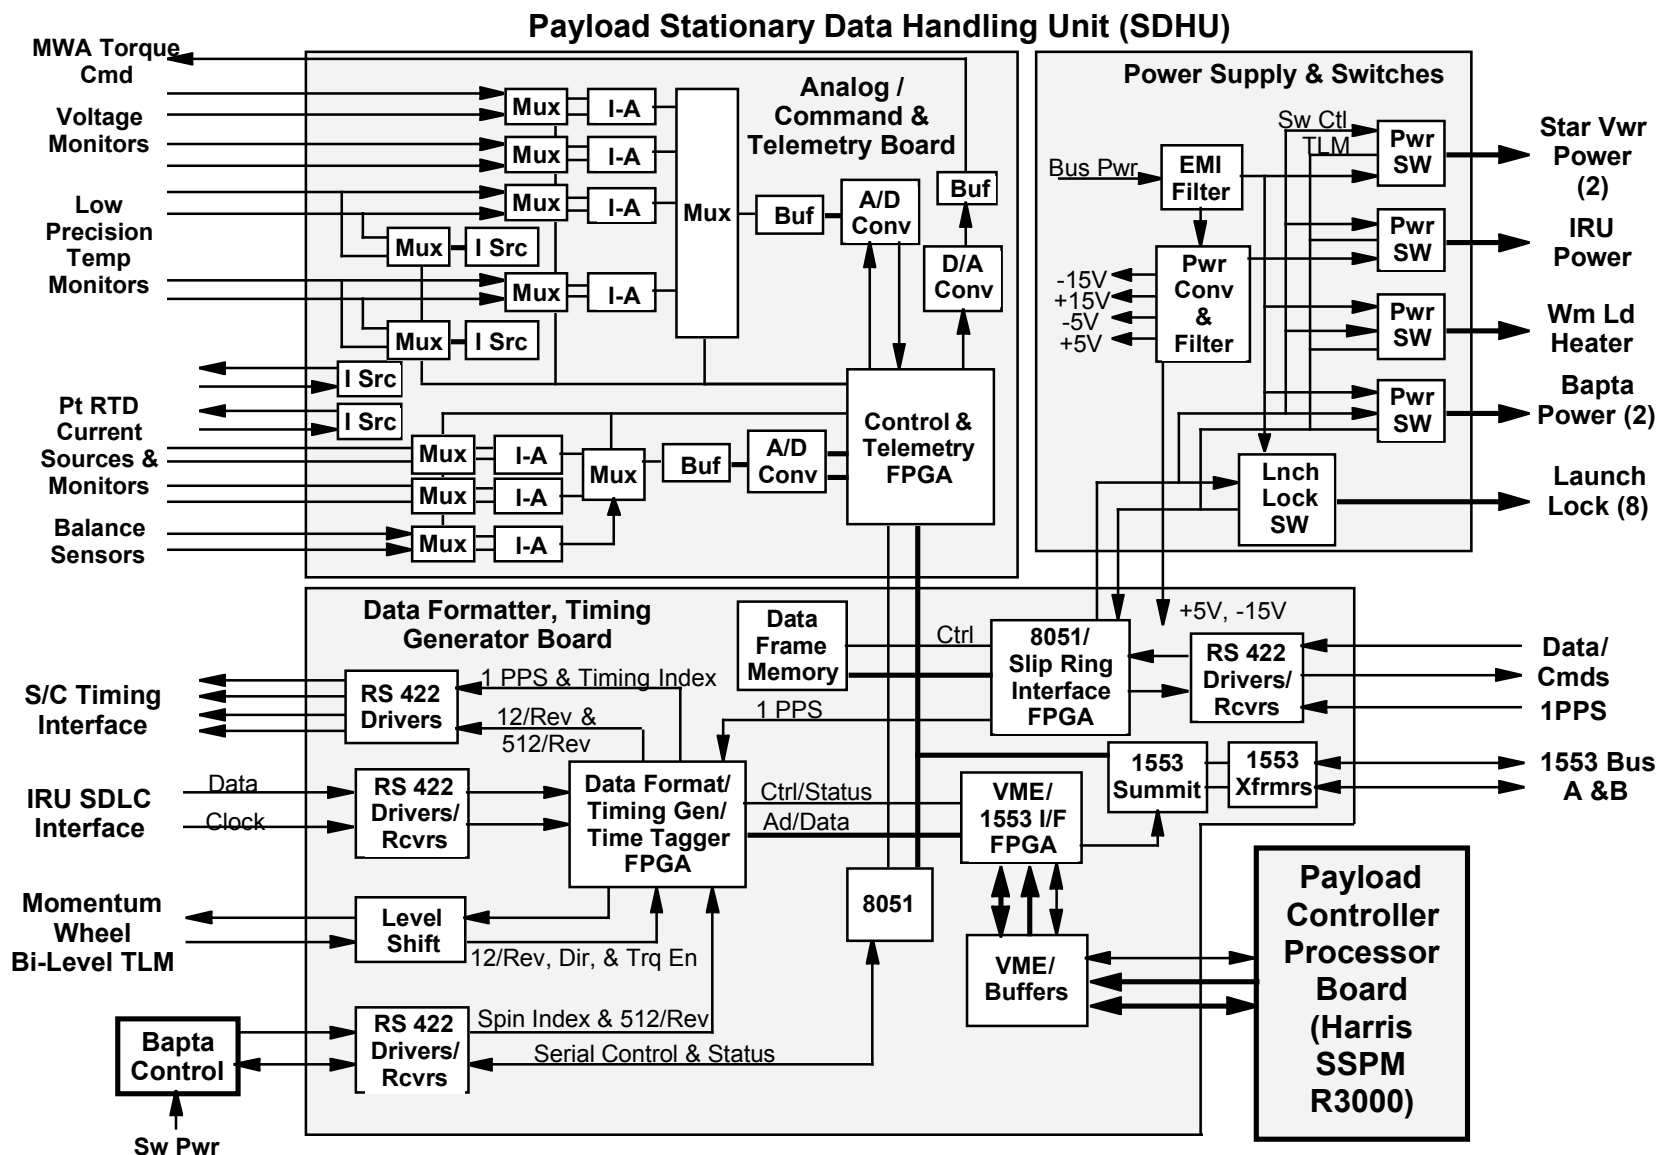 Payload Stationary Data Handling Unit (SDHU)
MWA Torque
Cmd
Voltage
Monitors
Low
Precision
Temp
Monitors
Pt RTD
Current
Sources &
Monitors
Balance
Sensors
Analog /
Command &
Telemetry Board
Mux
I-A
Mux
I-A
Mux
I-A
Mux
I Src
Mux
I-A
Mux
I Src
Mux
Buf
A/D
Conv
Buf
D/A
Conv
I Src
I Src
Mux
I-A
Mux
I-A
Mux
I-A
Mux
Buf
A/D
Conv
Control &
Telemetry
FPGA
Power Supply & Switches
Bus Pwr
EMI
Filter
Sw Ctl
TLM
Pwr
SW
Pwr
SW
Pwr
SW
Pwr
SW
Pwr
Conv
&
Filter
-15V
+15V
-5V
+5V
Lnch
Lock
SW
Star Vwr
Power
(2)
IRU
Power
Wm Ld
Heater
Bapta
Power (2)
Launch
Lock (8)
Data Formatter, Timing
Generator Board
Data
Frame
Memory
Ctrl
8051/
Slip Ring
Interface
FPGA
+5V, -15V
RS 422
Drivers/
Rcvrs
Data/
Cmds
1PPS
S/C Timing
Interface
RS 422
Drivers
1 PPS & Timing Index
12/Rev &
512/Rev
1 PPS
1553
Summit
1553
Xfrmrs
1553 Bus
A &B
IRU SDLC
Interface
Data
Clock
RS 422
Drivers/
Rcvrs
Data Format/
Timing Gen/
Time Tagger
FPGA
Ctrl/Status
Ad/Data
VME/
1553 I/F
FPGA
Momentum
Wheel
Bi-Level TLM
Level
Shift
12/Rev, Dir, & Trq En
8051
VME/
Buffers
Payload
Controller
Processor
Board
(Harris
SSPM
R3000)
Bapta
Control
RS 422
Drivers/
Rcvrs
Spin Index & 512/Rev
Serial Control & Status
Sw Pwr